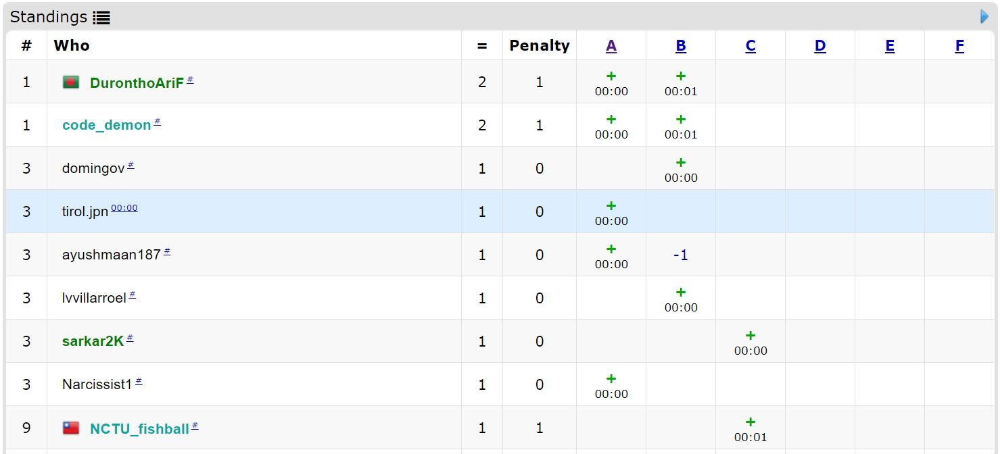 Standings
# Who = Penalty A B C D E F
1 DuronthoAriF # 2 1 + +
00:00 00:01
1 code_demon # 2 1 + +
00:00 00:01
3 domingov # 1 0 +
00:00
3 tirol.jpn 00:00 1 0 +
00:00
3 ayushmaan187 # 1 0 + -1
00:00
3 lvvillarroel # 1 0 +
00:00
3 sarkar2K # 1 0 +
00:00
3 Narcissist1 # 1 0 +
00:00
9 NCTU_fishball # 1 1 +
00:01